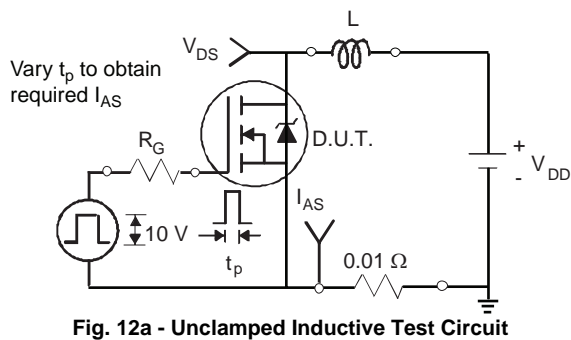 L
V_DS
Vary t_p to obtain
required I_AS
R_G
D.U.T.
+
V_DD
-
I_AS
10 V
t_p
0.01 Ω
Fig. 12a - Unclamped Inductive Test Circuit